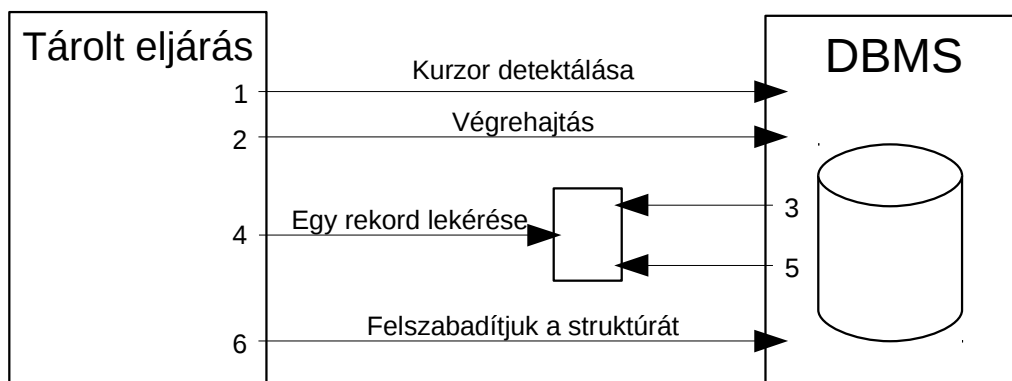 Tárolt eljárás
DBMS
Kurzor detektálása
1
Végrehajtás
2
3
Egy rekord lekérése
4
5
Felszabadítjuk a struktúrát
6